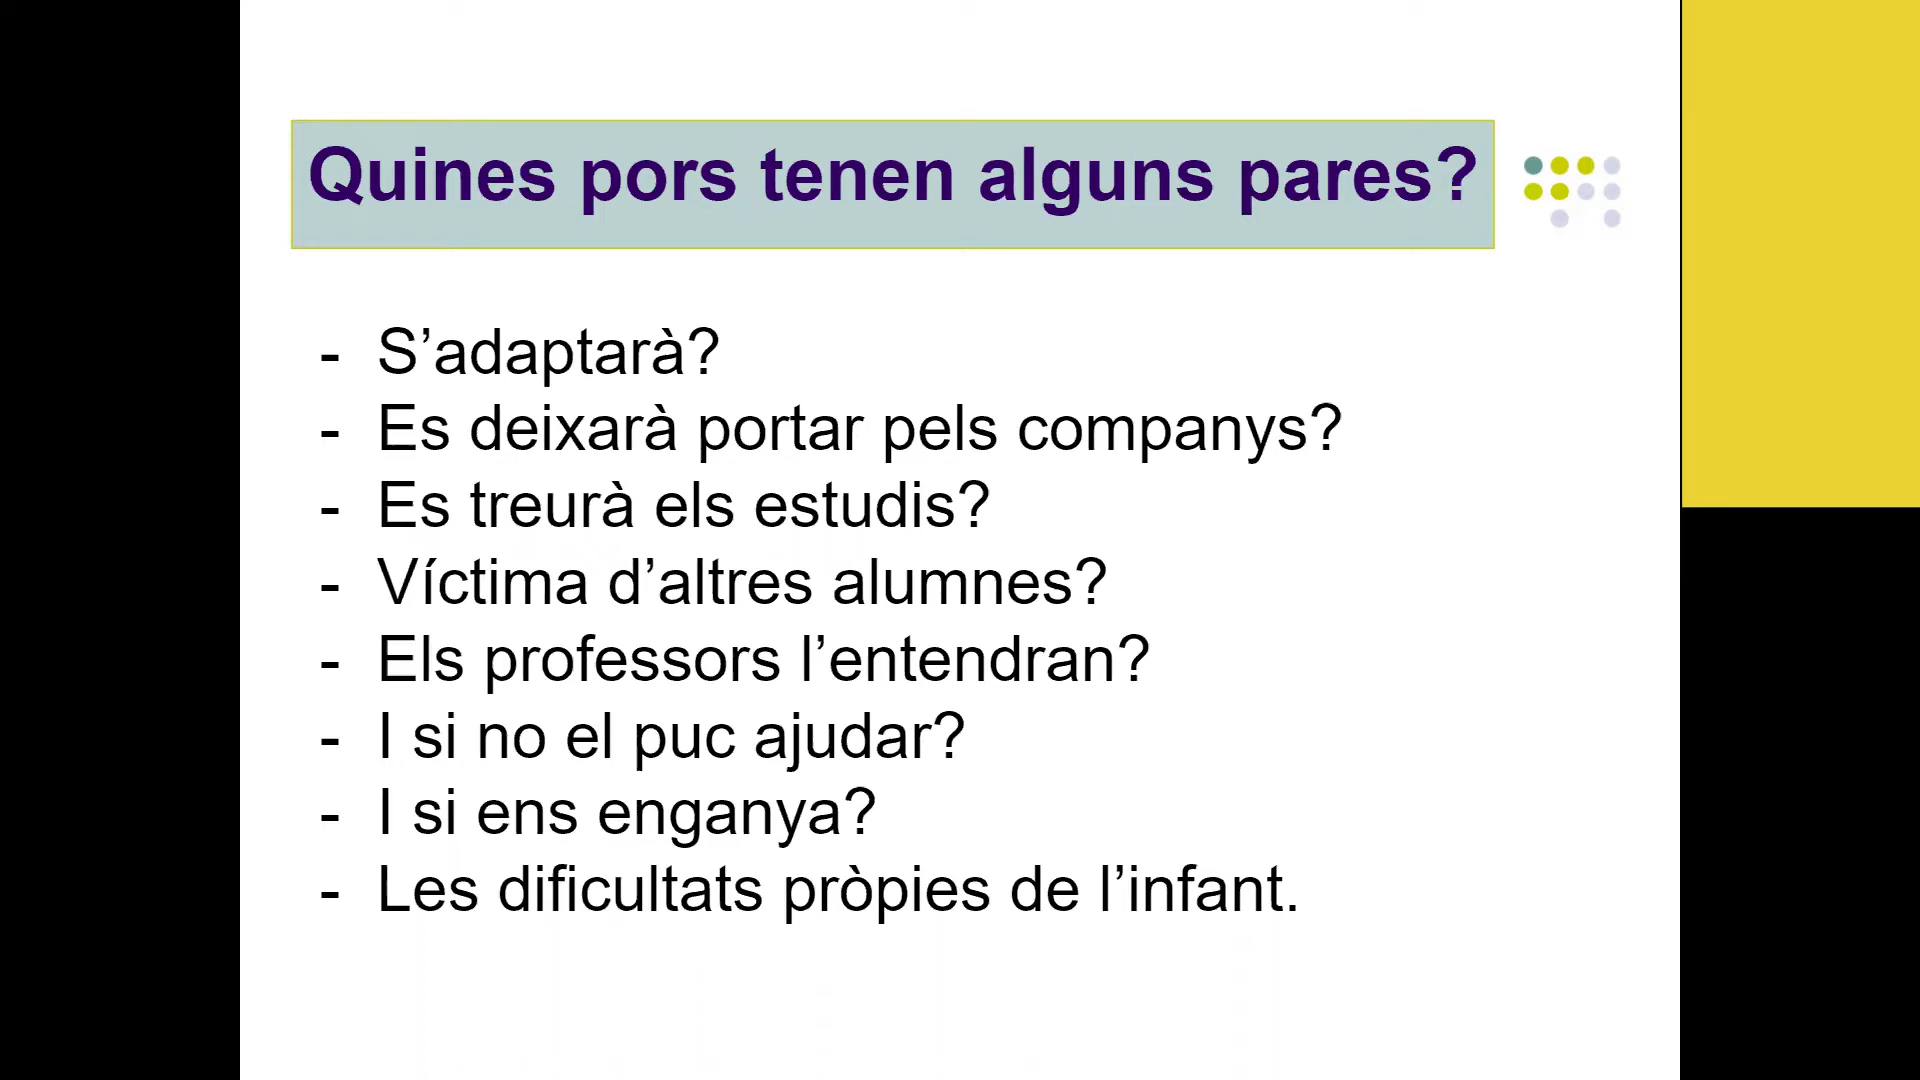 Quines pors tenen alguns pares?
- S’adaptarà?
- Es deixarà portar pels companys?
- Es treurà els estudis?
- Víctima d’altres alumnes?
- Els professors l’entendran?
- I si no el puc ajudar?
- I si ens enganya?
- Les dificultats pròpies de l’infant.